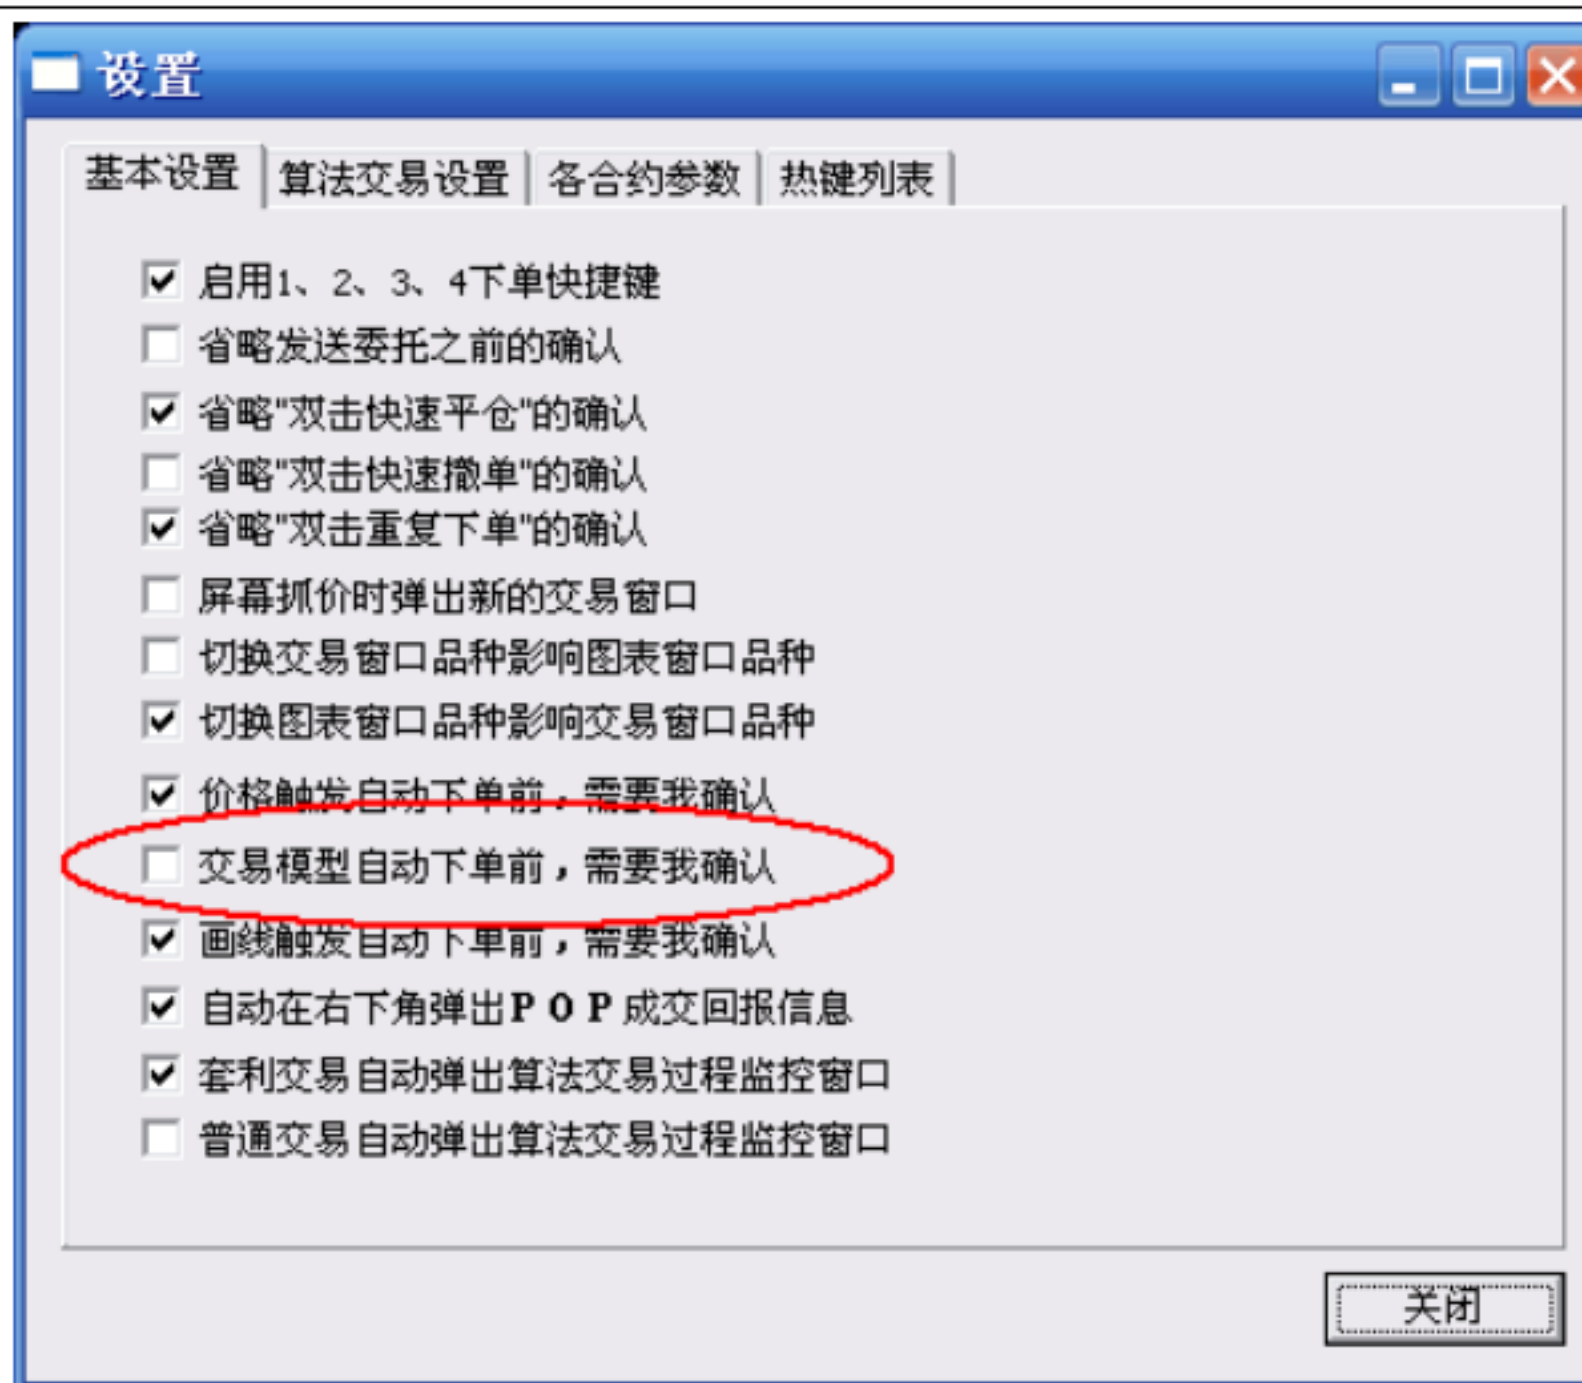 设置
基本设置 算法交易设置 各合约参数 热键列表
启用1、2、3、4下单快捷键
省略发送委托之前的确认
省略"双击快速平仓"的确认
省略"双击快速撤单"的确认
省略"双击重复下单"的确认
屏幕抓价时弹出新的交易窗口
切换交易窗口品种影响图表窗口品种
切换图表窗口品种影响交易窗口品种
价格触发自动下单前，需要我确认
交易模型自动下单前，需要我确认
画线触发自动下单前，需要我确认
自动在右下角弹出POP成交回报信息
套利交易自动弹出算法交易过程监控窗口
普通交易自动弹出算法交易过程监控窗口
关闭